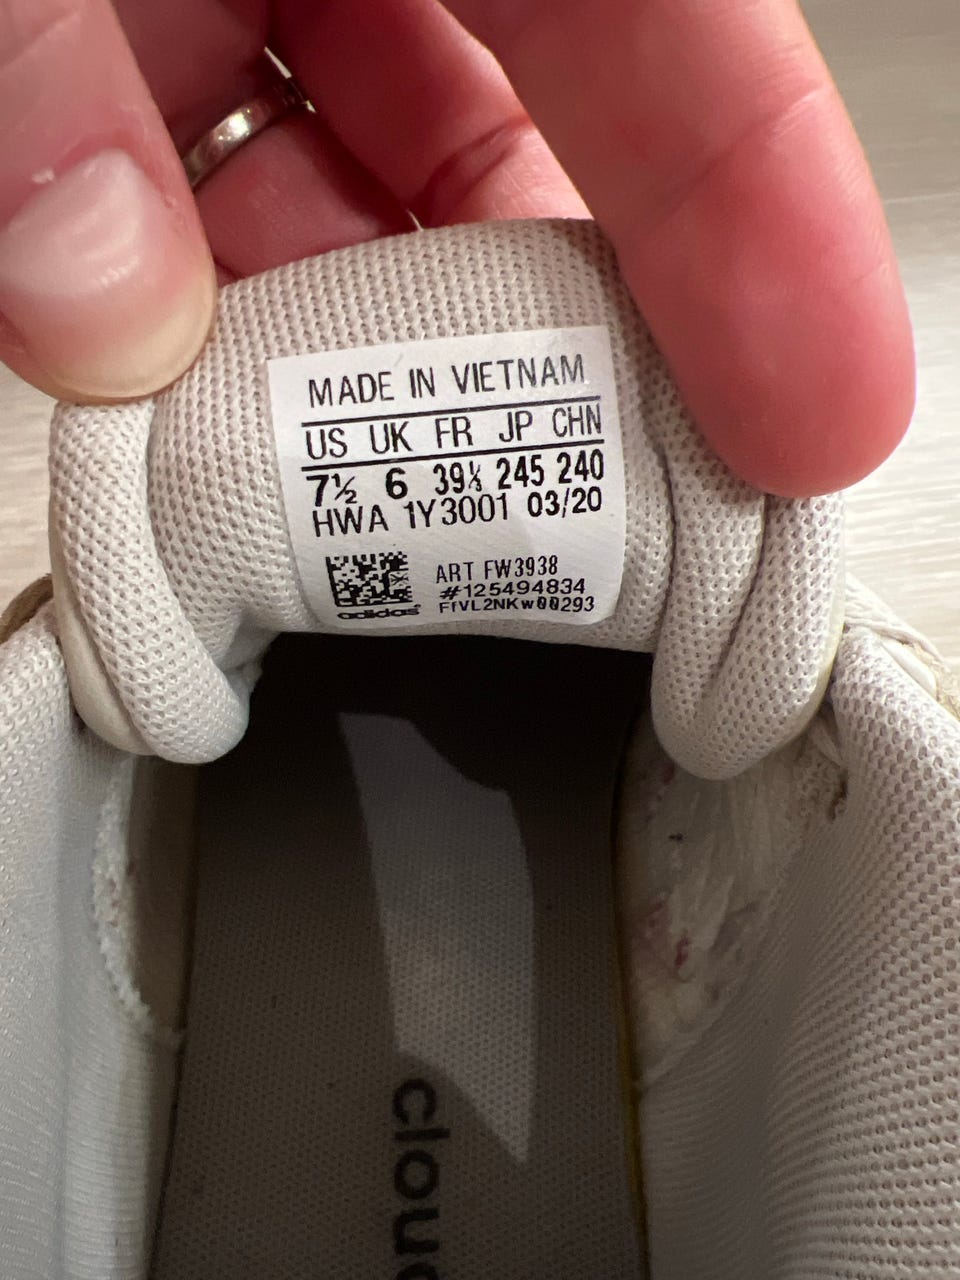 MADE IN VIETNAM
US UK FR JP CHN
7½ 6 39⅓ 245 240
HWA 1Y3001 03/20
ART FW3938
#125494834
FfVL2NKw00293
adidas
clou